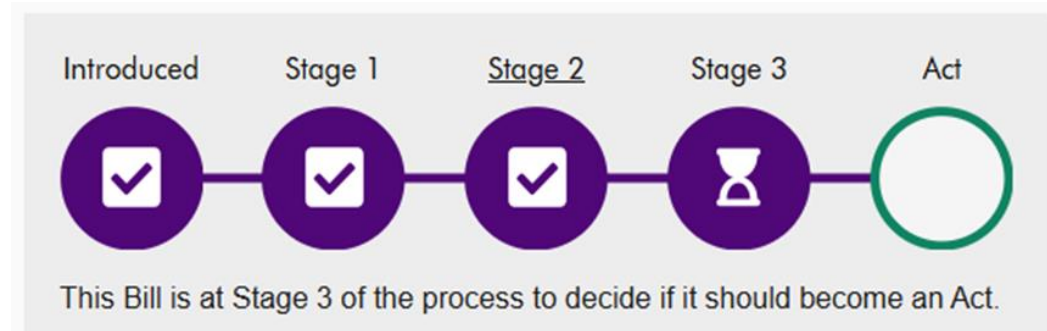 Introduced Stage 1 Stage 2 Stage 3 Act
This Bill is at Stage 3 of the process to decide if it should become an Act.